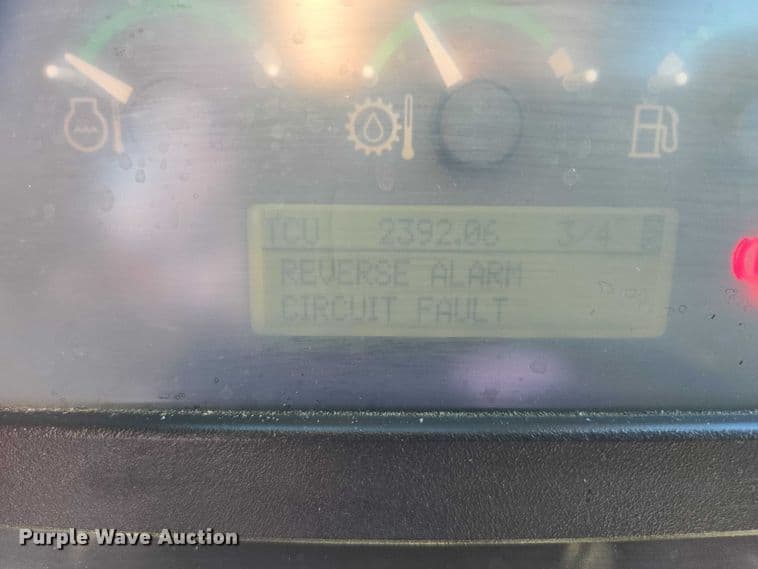 TCU 2392.06 3/4
REVERSE ALARM
CIRCUIT FAULT
Purple Wave Auction